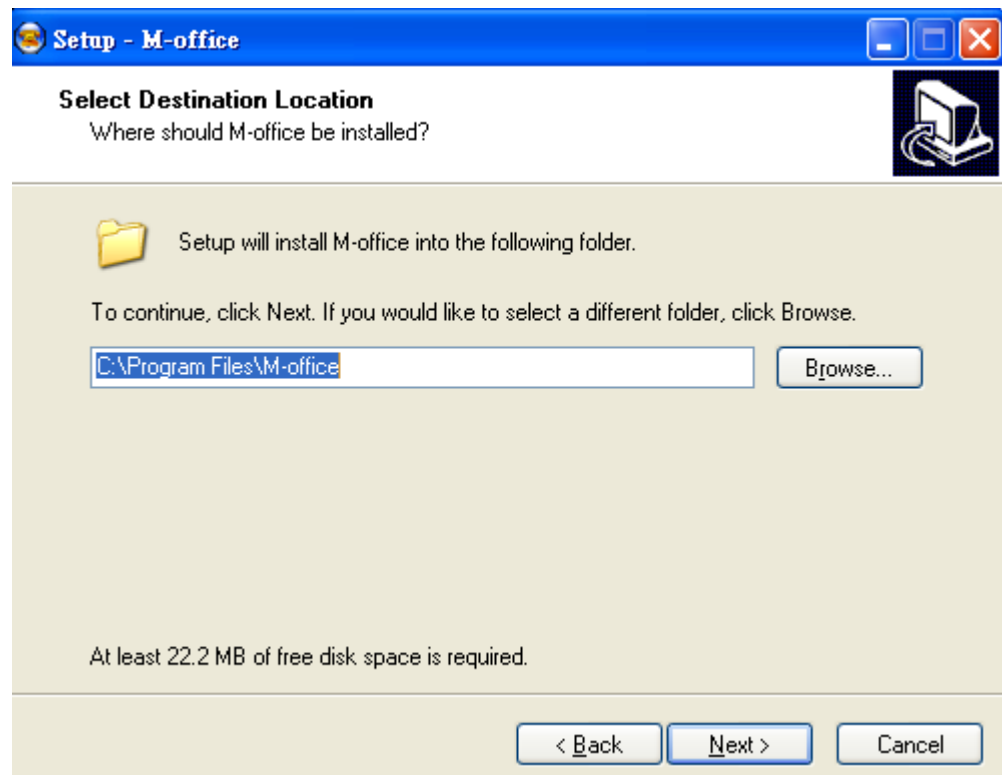 Setup - M-office
Select Destination Location
Where should M-office be installed?
Setup will install M-office into the following folder.
To continue, click Next. If you would like to select a different folder, click Browse.
C:\Program Files\M-office
Browse...
At least 22.2 MB of free disk space is required.
< Back
Next >
Cancel